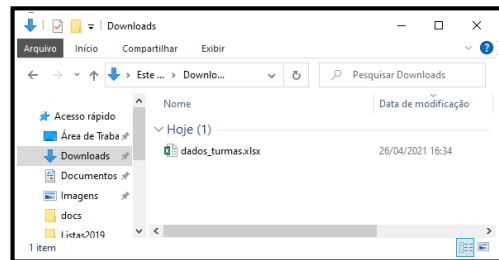 Downloads
Arquivo Início Compartilhar Exibir
Este ... Downlo... Pesquisar Downloads
Nome Data de modificação
Acesso rápido
Hoje (1)
Área de Traba
dados_turmas.xlsx 26/04/2021 16:34
Downloads
Documentos
Imagens
docs
Listas2019
1 item